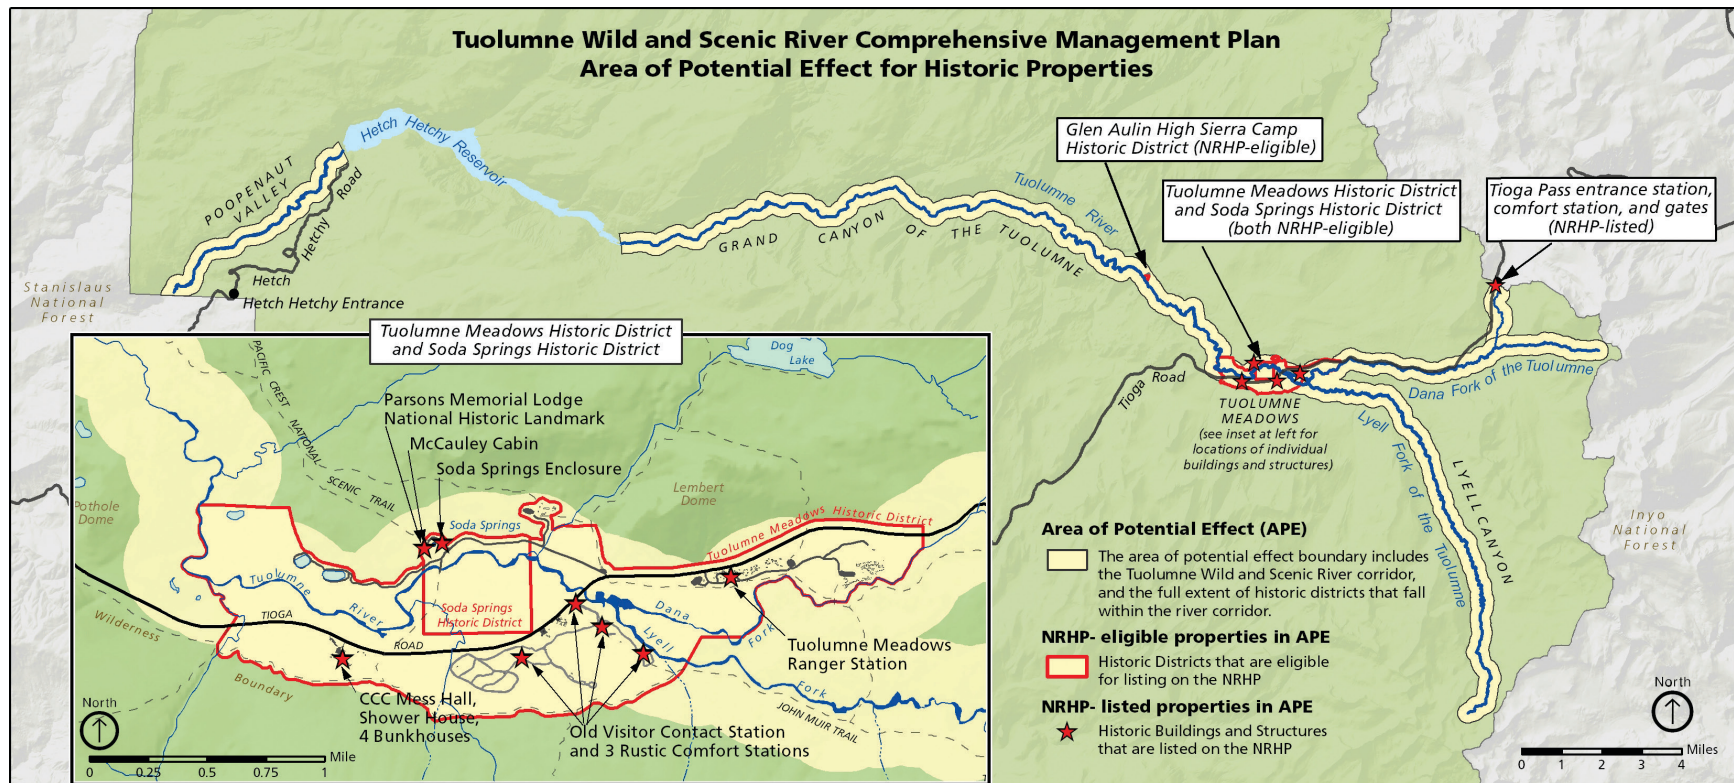 Tuolumne Wild and Scenic River Comprehensive Management Plan
Area of Potential Effect for Historic Properties
Hetch Hetchy Reservoir
POOPENAUT
VALLEY
Hetch
Hetchy
Road
Hetch Hetchy Entrance
Stanislaus
National
Forest
GRAND CANYON OF THE TUOLUMNE
Tuolumne River
Glen Aulin High Sierra Camp
Historic District (NRHP-eligible)
Tuolumne Meadows Historic District
and Soda Springs Historic District
(both NRHP-eligible)
Tioga Pass entrance station,
comfort station, and gates
(NRHP-listed)
Tioga Road
TUOLUMNE
MEADOWS
(see inset at left for
locations of individual
buildings and structures)
Dana Fork of the Tuolumne
Lyell Fork of the Tuolumne
LYELL CANYON
Inyo
National
Forest
Tuolumne Meadows Historic District
and Soda Springs Historic District
Dog
Lake
PACIFIC CREST NATIONAL
SCENIC TRAIL
Parsons Memorial Lodge
National Historic Landmark
McCauley Cabin
Soda Springs Enclosure
Lembert
Dome
Pothole
Dome
Soda Springs
Tuolumne Meadows Historic District
Tuolumne
River
Soda Springs
Historic District
TIOGA
ROAD
Dana
Fork
Lyell
Fork
Wilderness
Boundary
Tuolumne Meadows
Ranger Station
CCC Mess Hall,
Shower House,
4 Bunkhouses
Old Visitor Contact Station
and 3 Rustic Comfort Stations
JOHN MUIR TRAIL
North
Mile
0 0.25 0.5 0.75 1
Area of Potential Effect (APE)
The area of potential effect boundary includes
the Tuolumne Wild and Scenic River corridor,
and the full extent of historic districts that fall
within the river corridor.
NRHP- eligible properties in APE
Historic Districts that are eligible
for listing on the NRHP
NRHP- listed properties in APE
Historic Buildings and Structures
that are listed on the NRHP
North
Miles
0 1 2 3 4